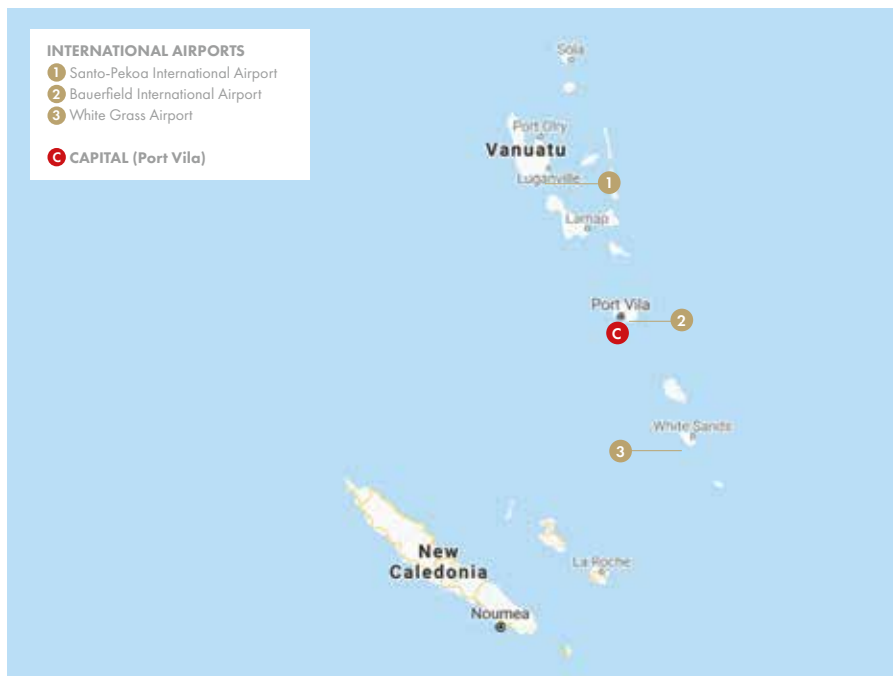 INTERNATIONAL AIRPORTS
1 Santo-Pekoa International Airport
2 Bauerfield International Airport
3 White Grass Airport
C CAPITAL (Port Vila)
Sola
Port Olry
Vanuatu
Luganville
1
Lamap
Port Vila
2
C
White Sands
3
New
Caledonia
La Roche
Noumea